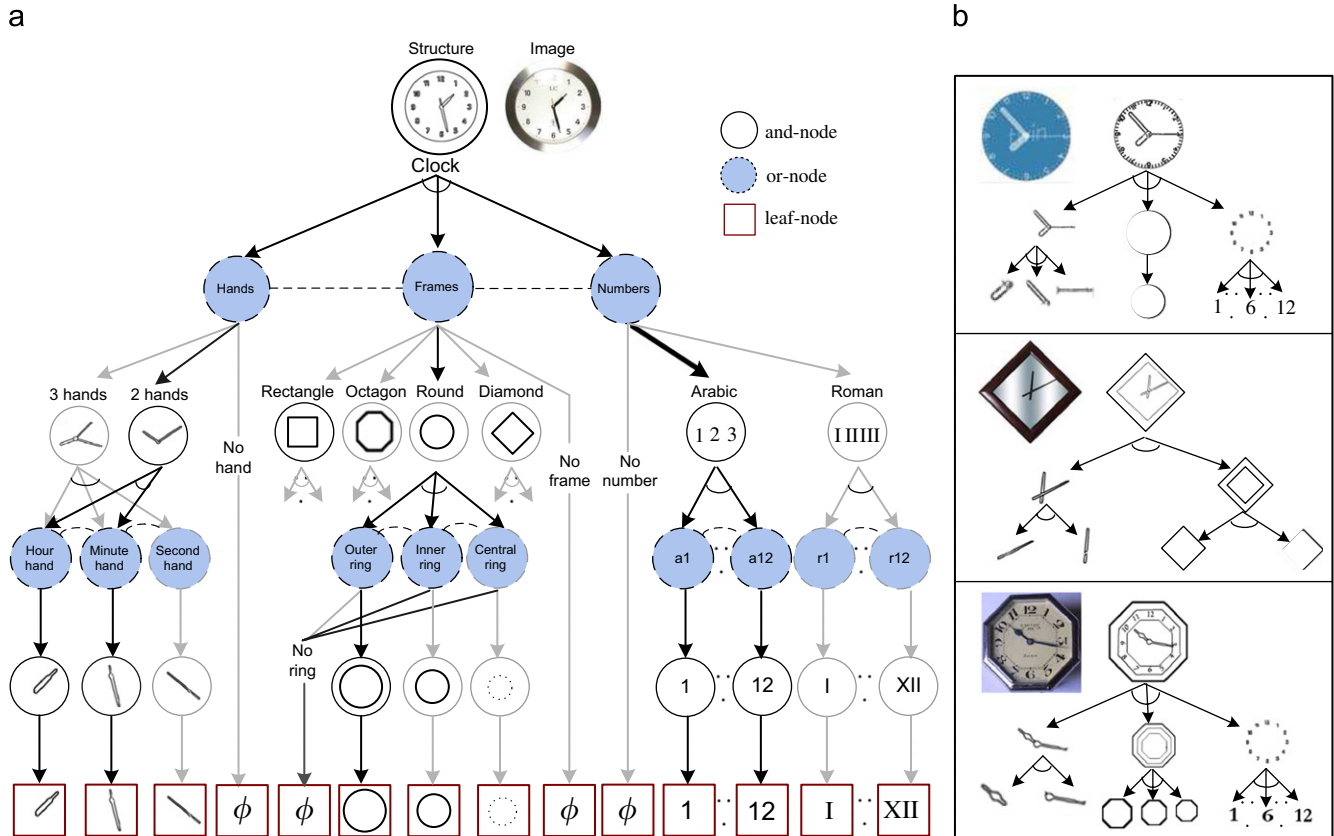 a
b
Structure
Image
Clock
and-node
or-node
leaf-node
Hands
Frames
Numbers
3 hands
2 hands
No
hand
Rectangle
Octagon
Round
Diamond
No
frame
No
number
Arabic
Roman
1 2 3
I II III
Hour
hand
Minute
hand
Second
hand
Outer
ring
Inner
ring
Central
ring
a1
a12
r1
r12
No
ring
1
12
I
XII
ϕ
ϕ
ϕ
ϕ
1
12
I
XII
1 6 12
1 6 12